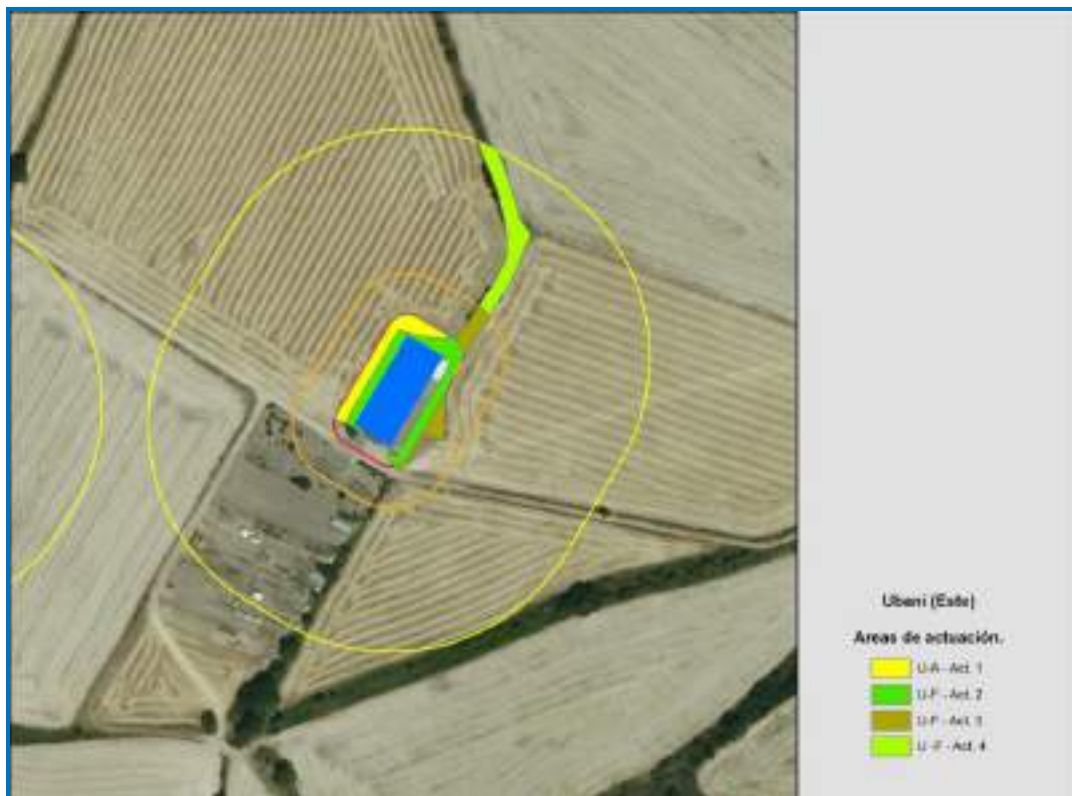 Ubani (Este)
Areas de actuación.
U-A - Act. 1
U-F - Act. 2
U-F - Act. 3
U -F - Act. 4